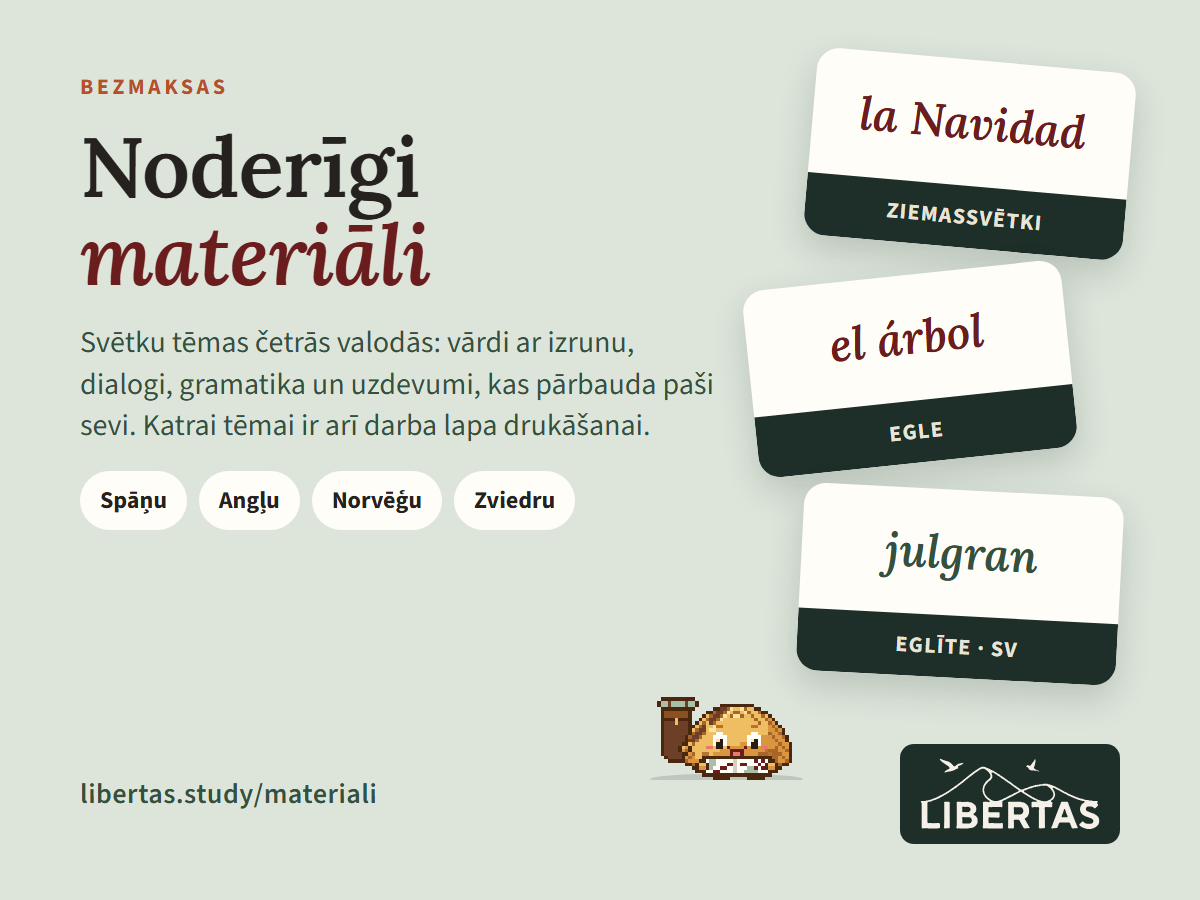 BEZMAKSAS
Noderīgi
materiāli
Svētku tēmas četrās valodās: vārdi ar izrunu,
dialogi, gramatika un uzdevumi, kas pārbauda paši
sevi. Katrai tēmai ir arī darba lapa drukāšanai.
Spāņu Angļu Norvēģu Zviedru
la Navidad
ZIEMASSVĒTKI
el árbol
EGLE
julgran
EGLĪTE · SV
libertas.study/materiali
LIBERTAS